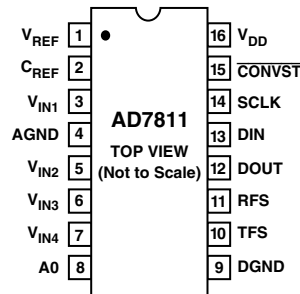 VREF 1
CREF 2
VIN1 3
AGND 4
VIN2 5
VIN3 6
VIN4 7
A0 8
AD7811
TOP VIEW
(Not to Scale)
16 VDD
15 CONVST
14 SCLK
13 DIN
12 DOUT
11 RFS
10 TFS
9 DGND